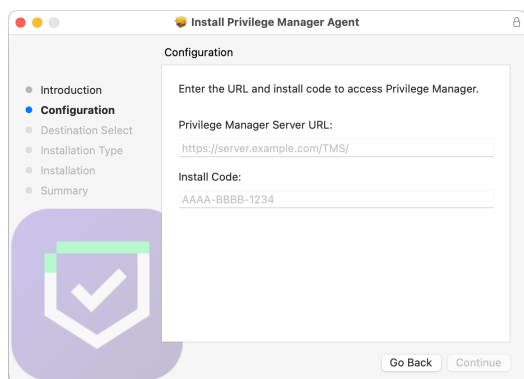 Install Privilege Manager Agent
Configuration
Introduction
Configuration
Destination Select
Installation Type
Installation
Summary
Enter the URL and install code to access Privilege Manager.
Privilege Manager Server URL:
https://server.example.com/TMS/
Install Code:
AAAA-BBBB-1234
Go Back
Continue